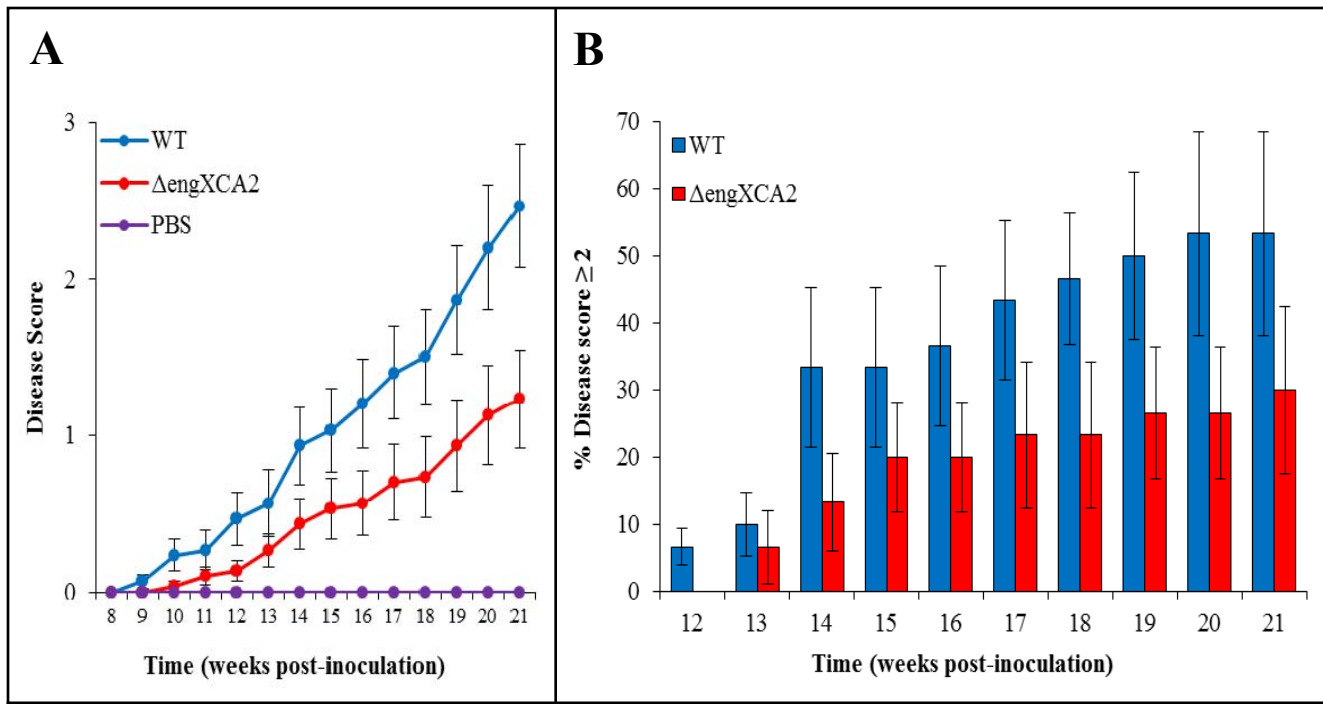 A
3
2
1
0
Disease Score
WT
ΔengXCA2
PBS
8 9 10 11 12 13 14 15 16 17 18 19 20 21
Time (weeks post-inoculation)
B
70
60
50
40
30
20
10
0
% Disease score ≥ 2
WT
ΔengXCA2
12 13 14 15 16 17 18 19 20 21
Time (weeks post-inoculation)